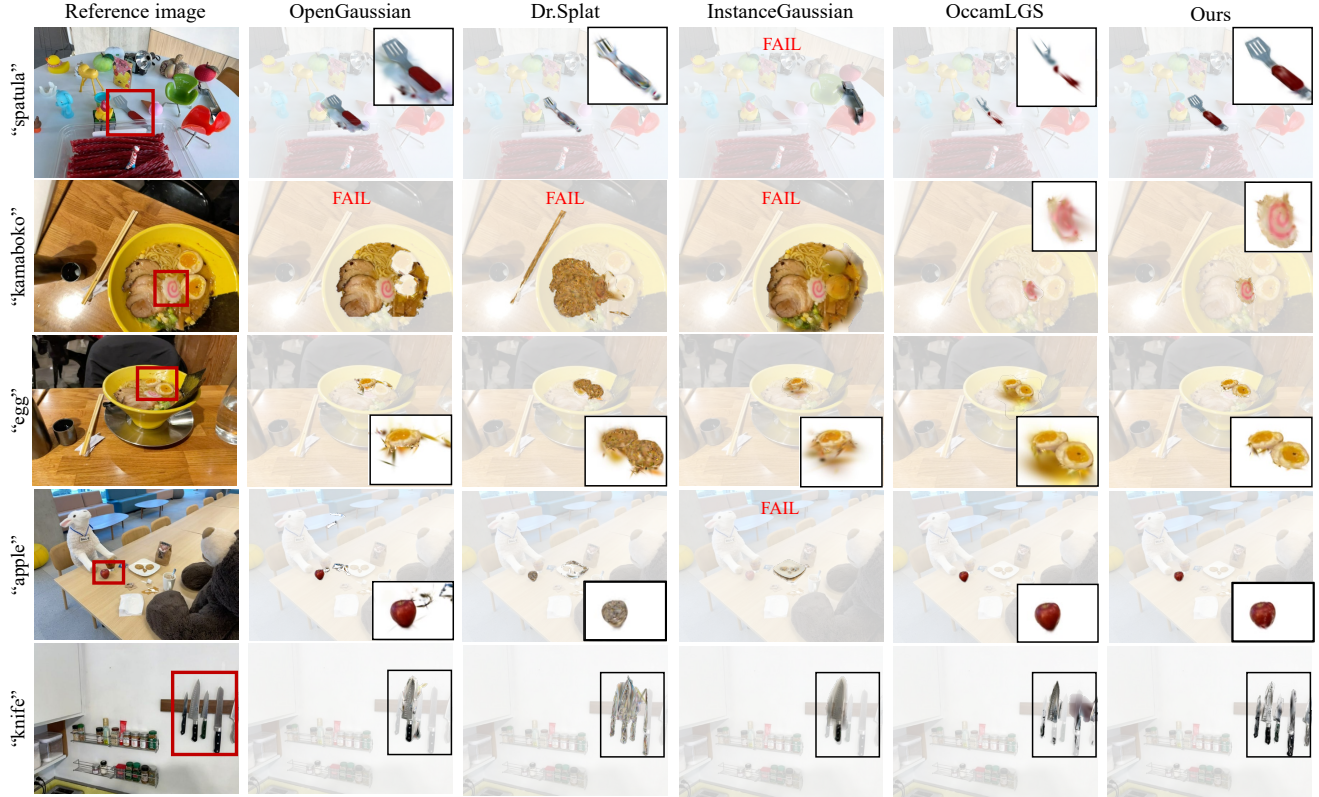 Reference image OpenGaussian Dr.Splat InstanceGaussian OccamLGS Ours
“spatula” FAIL
“kamaboko” FAIL FAIL FAIL
“egg”
“apple” FAIL
“knife”